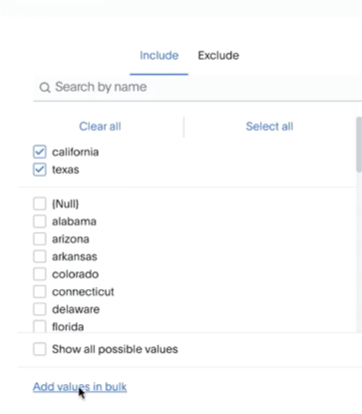 Include Exclude
Search by name
Clear all Select all
california
texas
(Null)
alabama
arizona
arkansas
colorado
connecticut
delaware
florida
Show all possible values
Add values in bulk